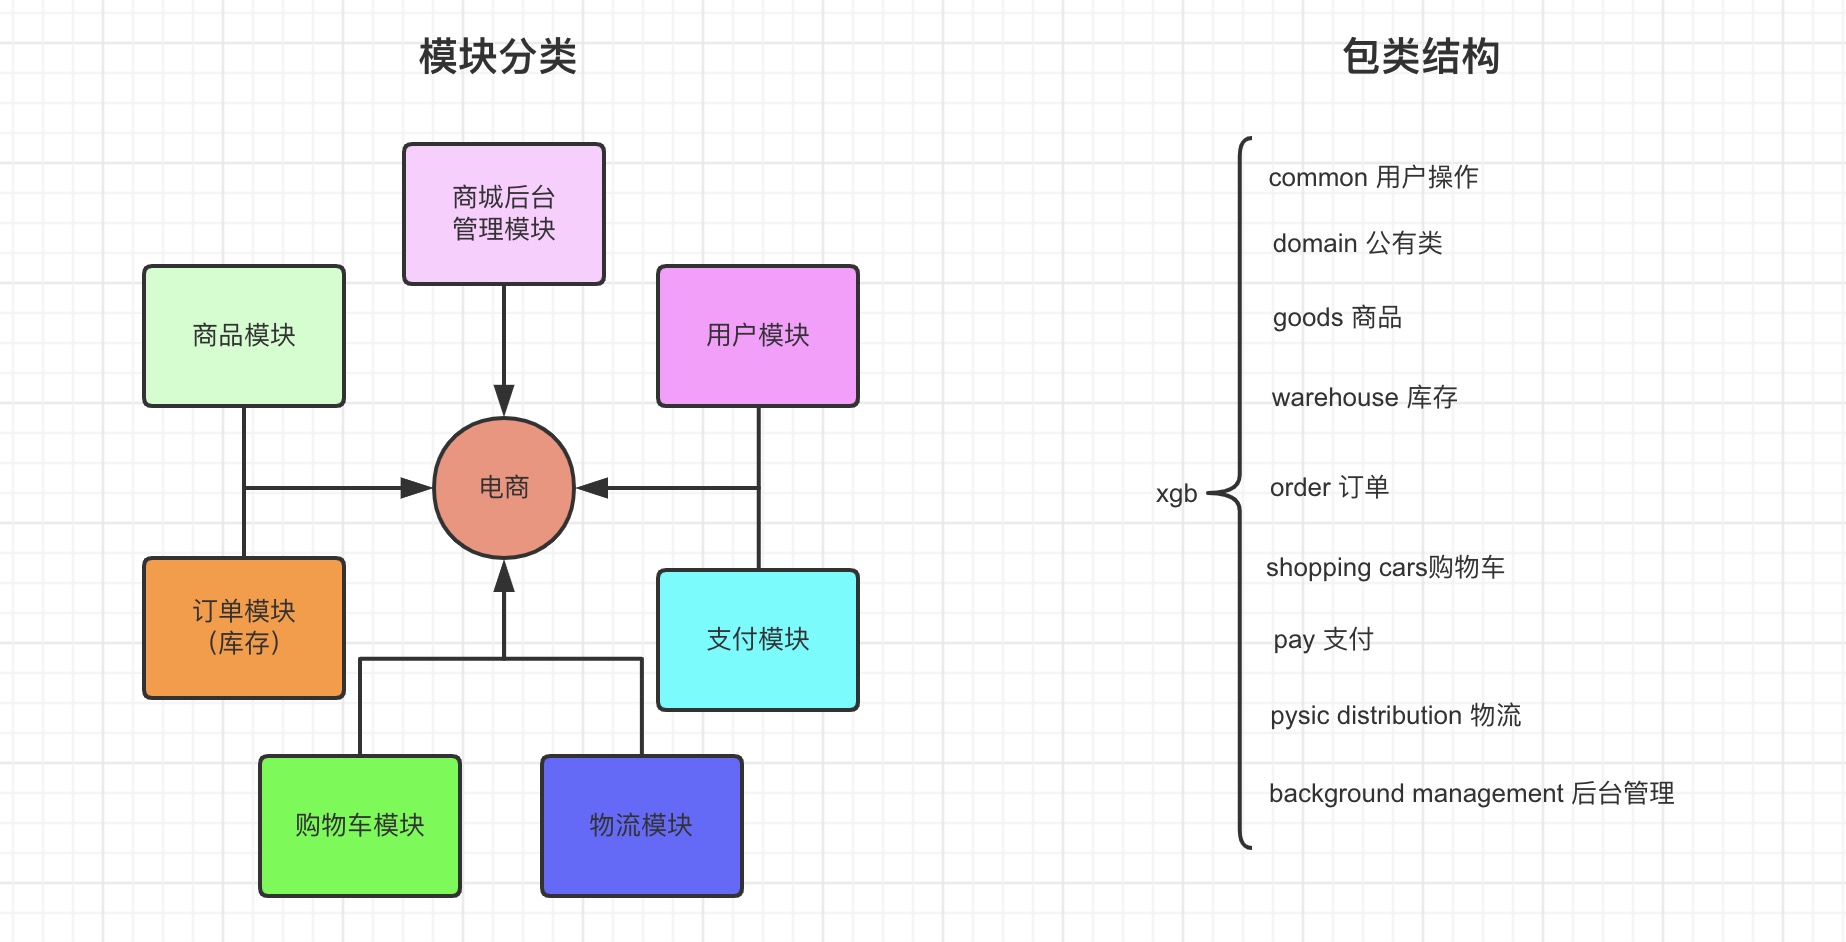 模块分类
商城后台
管理模块
商品模块
用户模块
电商
订单模块
（库存）
支付模块
购物车模块
物流模块
包类结构
xgb
common 用户操作
domain 公有类
goods 商品
warehouse 库存
order 订单
shopping cars购物车
pay 支付
pysic distribution 物流
background management 后台管理